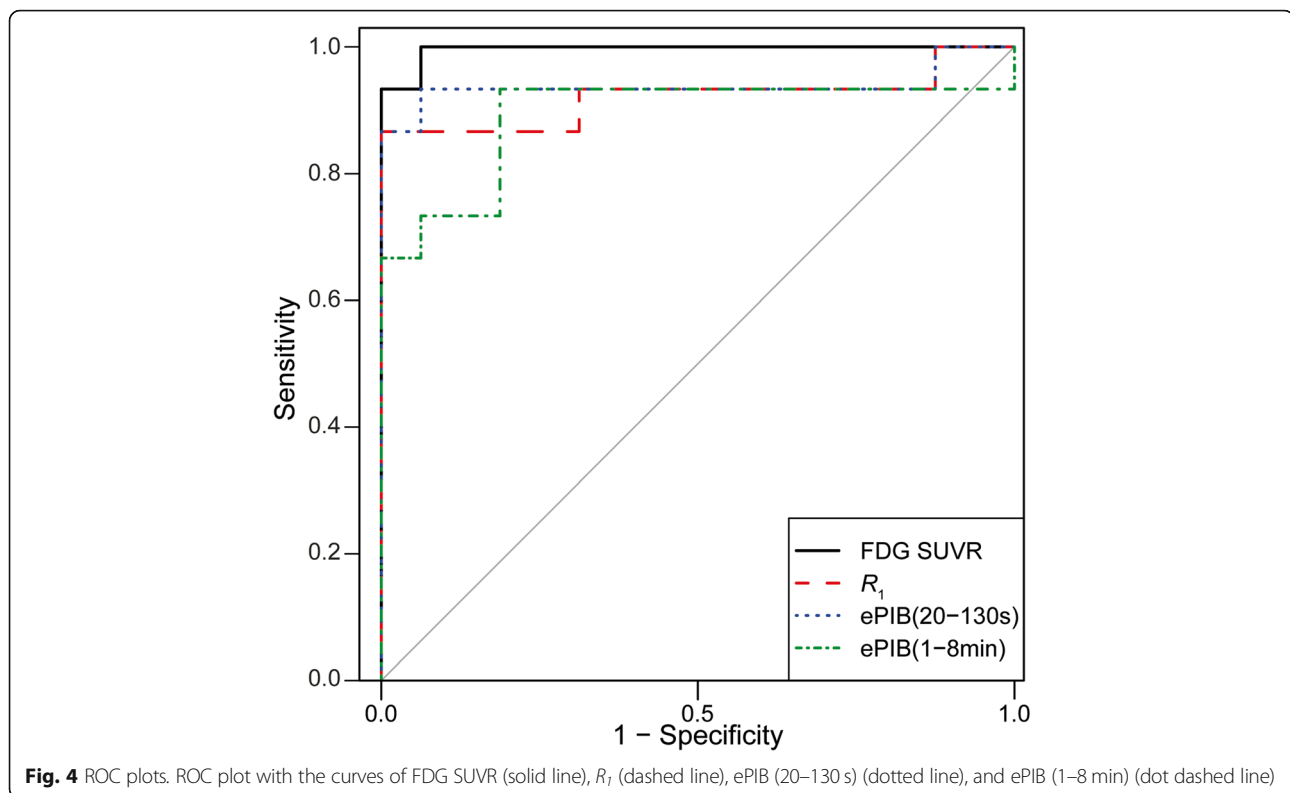 1.0
0.8
0.6
0.4
0.2
0.0
Sensitivity
0.0 0.5 1.0
1 − Specificity
FDG SUVR
R1
ePIB(20−130s)
ePIB(1−8min)
Fig. 4 ROC plots. ROC plot with the curves of FDG SUVR (solid line), R1 (dashed line), ePIB (20–130 s) (dotted line), and ePIB (1–8 min) (dot dashed line)